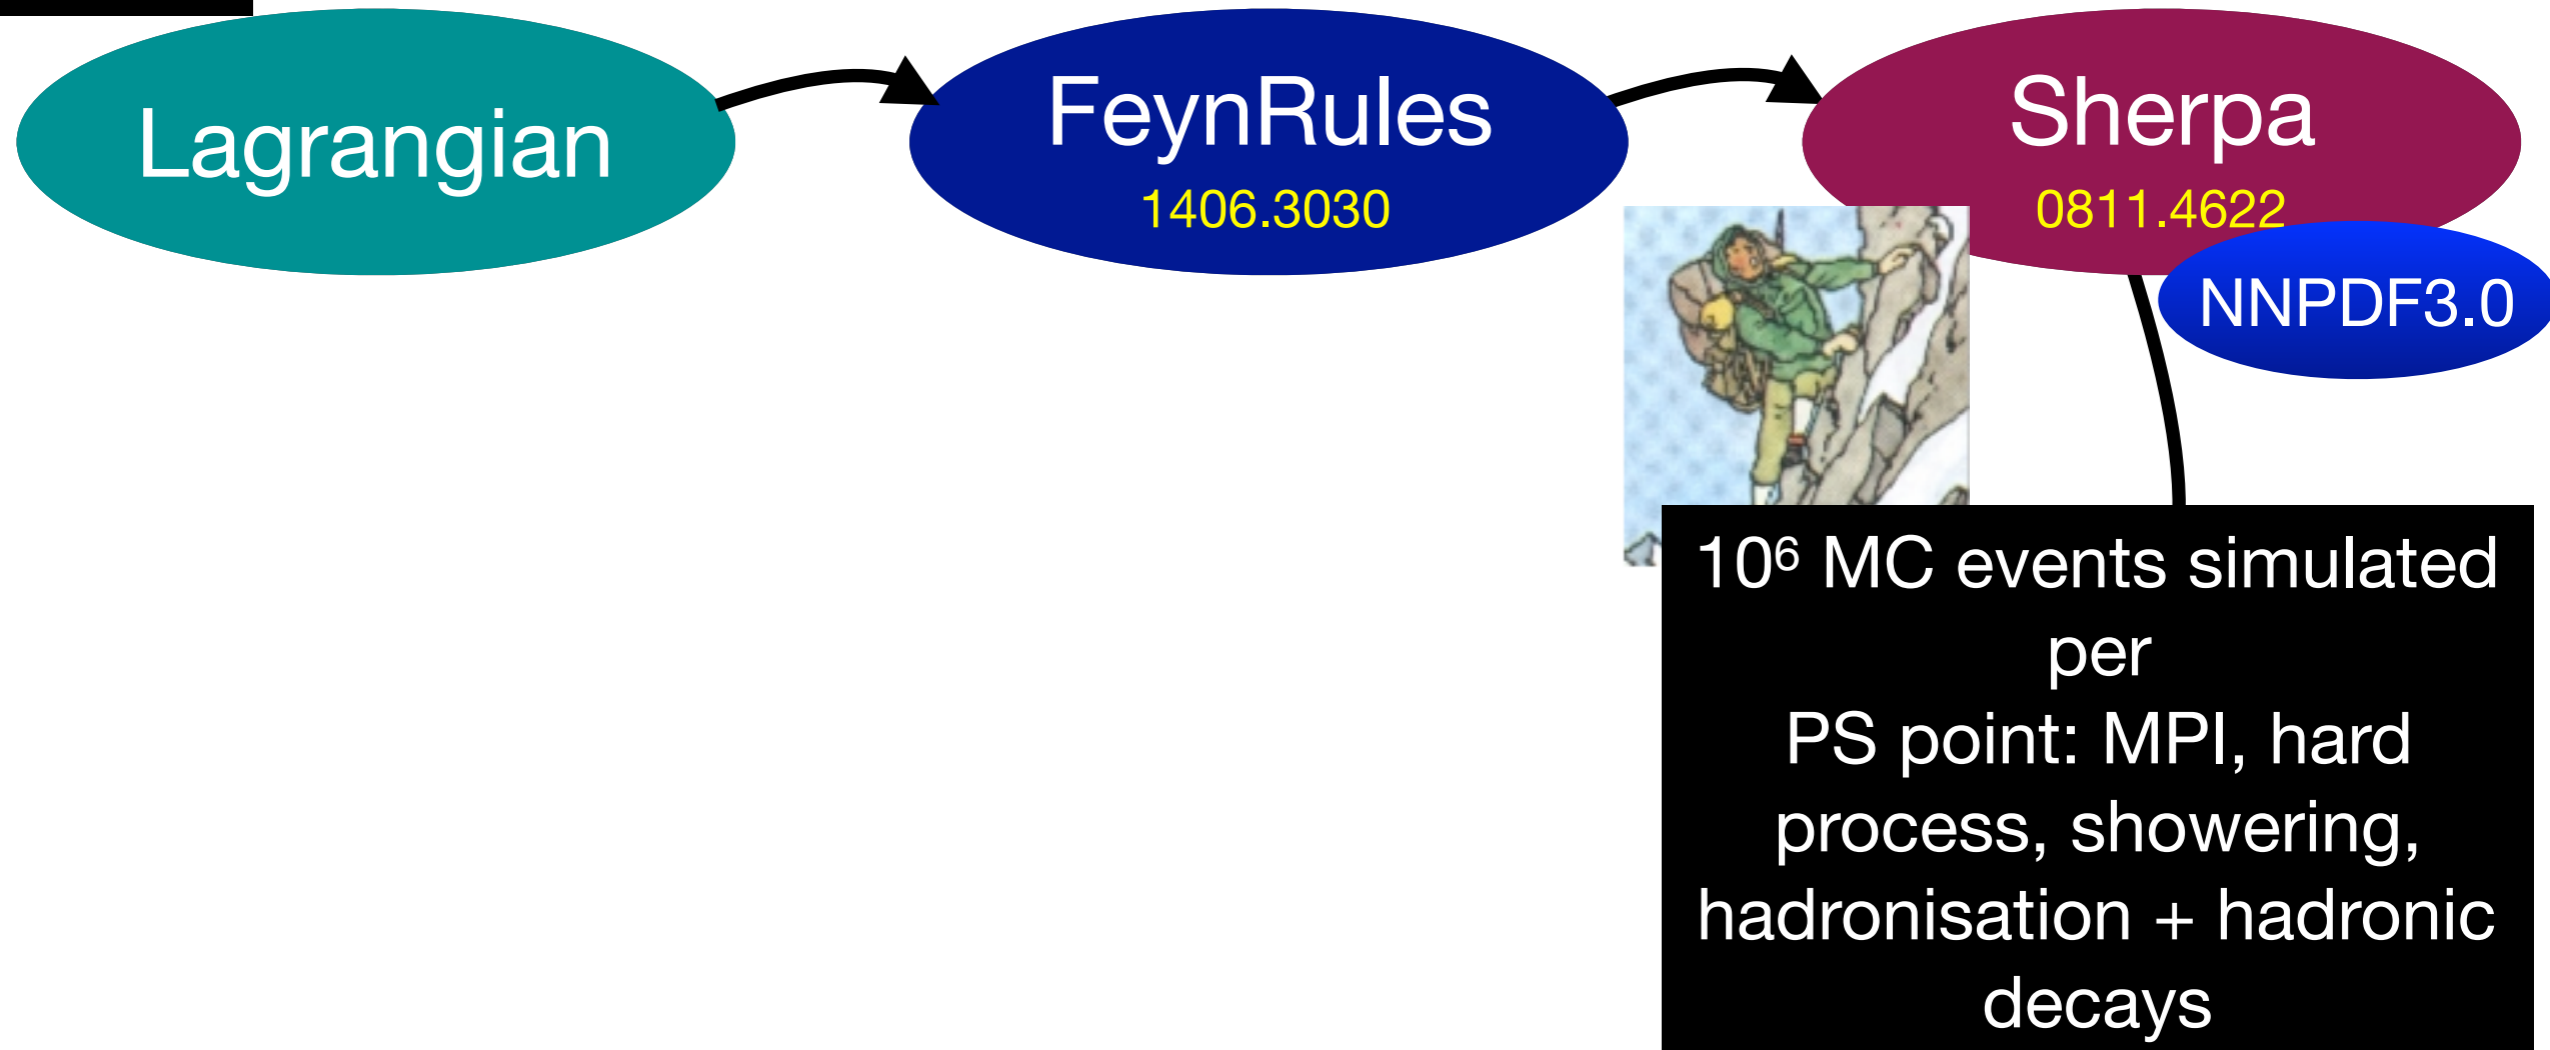 Lagrangian
FeynRules
1406.3030
Sherpa
0811.4622
NNPDF3.0
10⁶ MC events simulated
per
PS point: MPI, hard
process, showering,
hadronisation + hadronic
decays